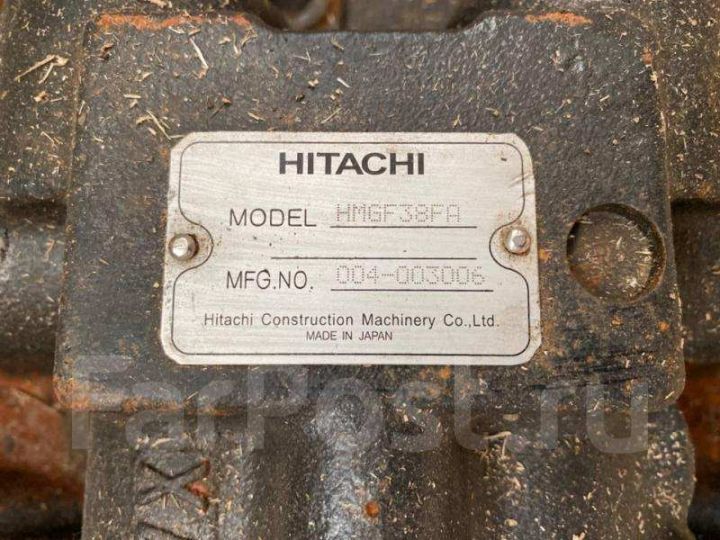 HITACHI
MODEL HMGF38FA
MFG.NO. 004-003006
Hitachi Construction Machinery Co.,Ltd.
MADE IN JAPAN
FarPost.ru